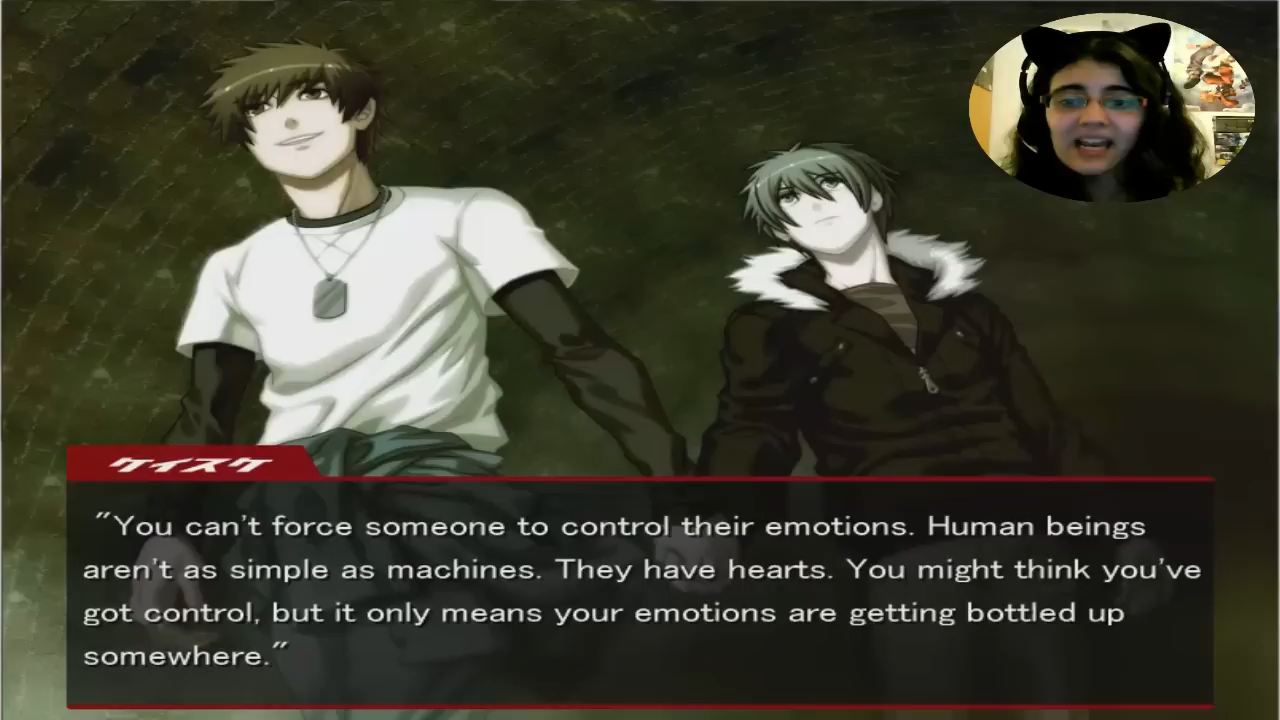 ケイスケ
"You can't force someone to control their emotions. Human beings
aren't as simple as machines. They have hearts. You might think you've
got control, but it only means your emotions are getting bottled up
somewhere."